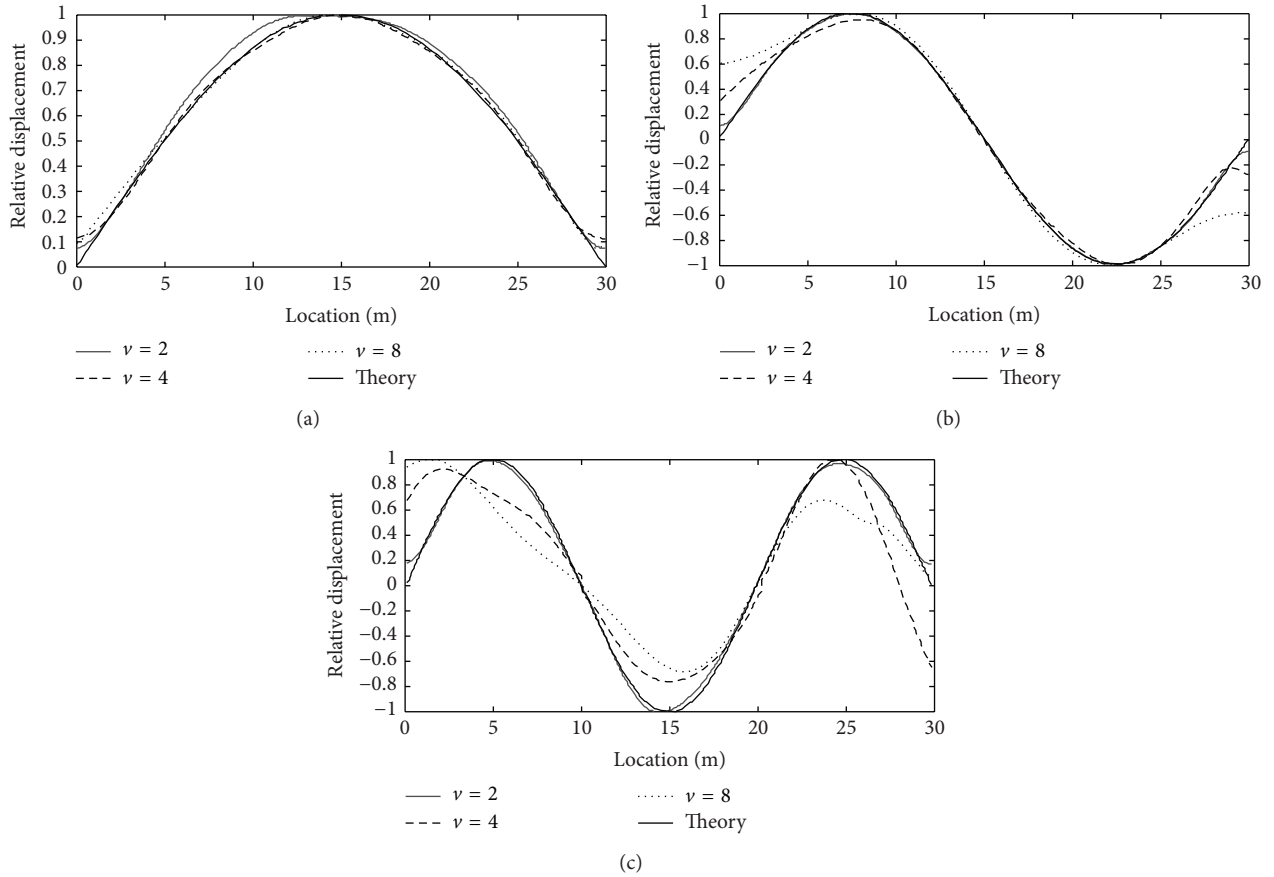 Relative displacement
1
0.9
0.8
0.7
0.6
0.5
0.4
0.3
0.2
0.1
0
0 5 10 15 20 25 30
Location (m)
ν = 2 ν = 8
ν = 4 Theory
(a)
Relative displacement
1
0.8
0.6
0.4
0.2
0
−0.2
−0.4
−0.6
−0.8
−1
0 5 10 15 20 25 30
Location (m)
ν = 2 ν = 8
ν = 4 Theory
(b)
Relative displacement
1
0.8
0.6
0.4
0.2
0
−0.2
−0.4
−0.6
−0.8
−1
0 5 10 15 20 25 30
Location (m)
ν = 2 ν = 8
ν = 4 Theory
(c)